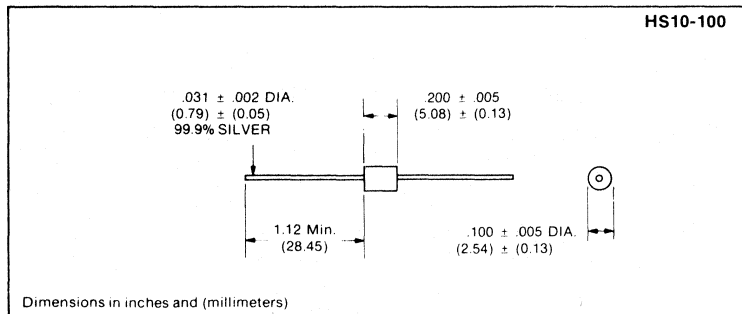 HS10-100
.031 ± .002 DIA.
(0.79) ± (0.05)
99.9% SILVER
.200 ± .005
(5.08) ± (0.13)
1.12 Min.
(28.45)
.100 ± .005 DIA.
(2.54) ± (0.13)
Dimensions in inches and (millimeters)